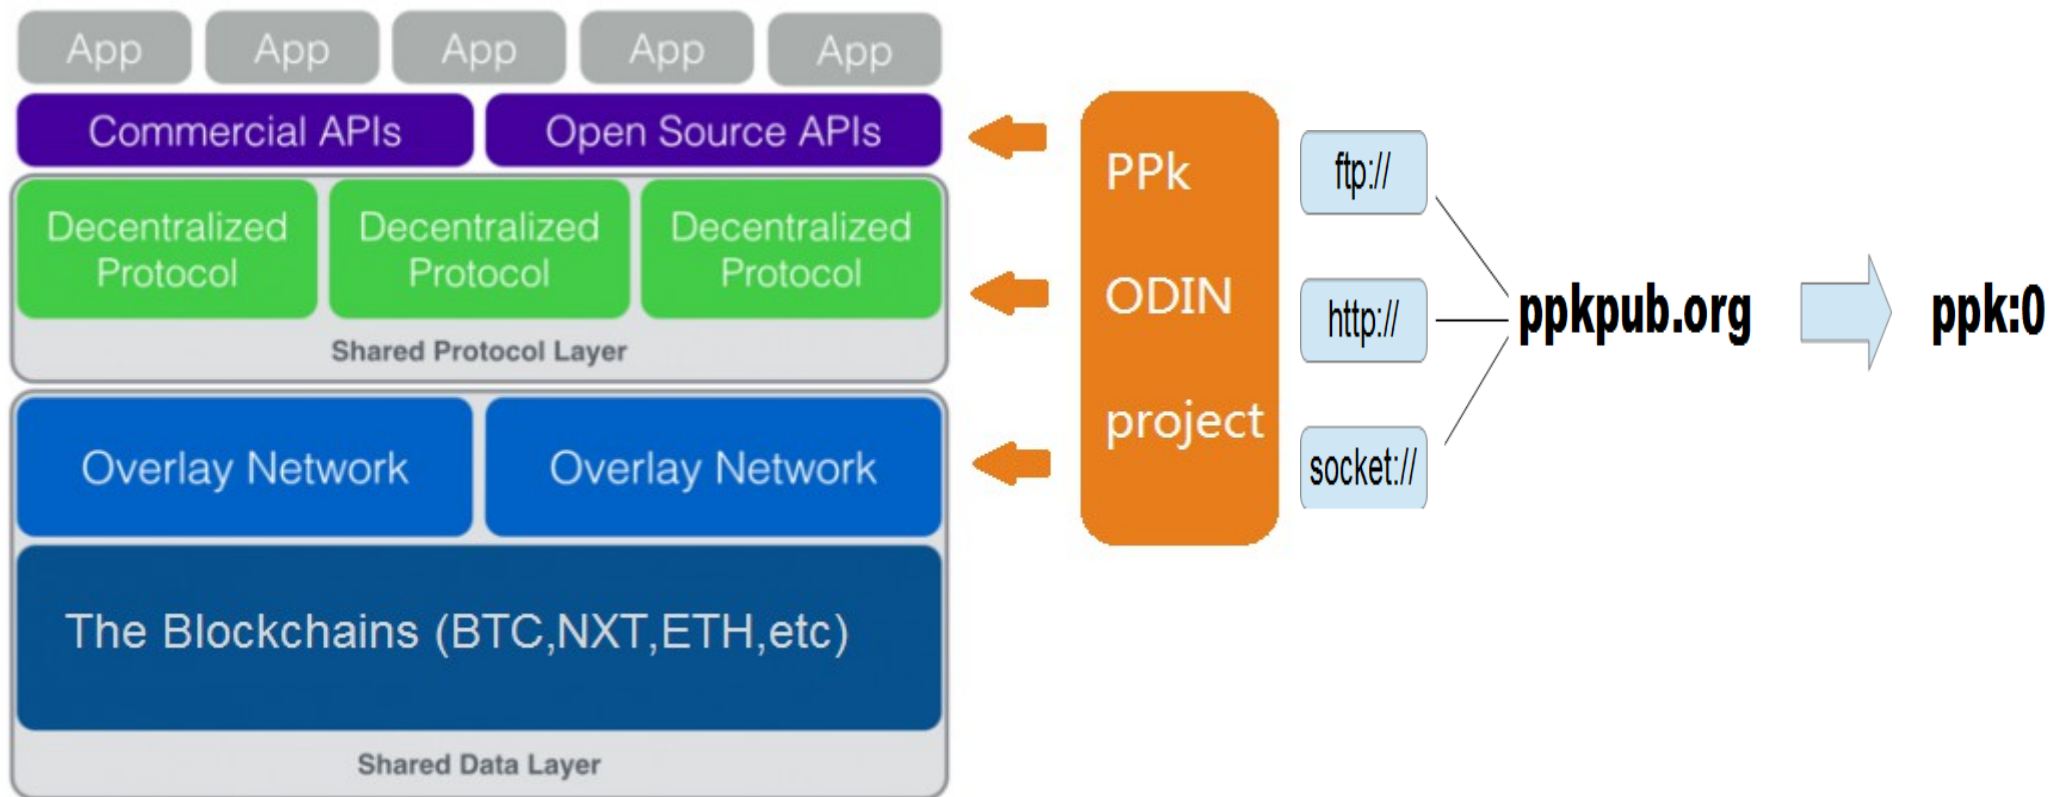 App App App App App
Commercial APIs Open Source APIs
Decentralized Protocol
Decentralized Protocol
Decentralized Protocol
Shared Protocol Layer
Overlay Network Overlay Network
The Blockchains (BTC,NXT,ETH,etc)
Shared Data Layer
PPk
ODIN
project
ftp://
http://
socket://
ppkpub.org
ppk:0